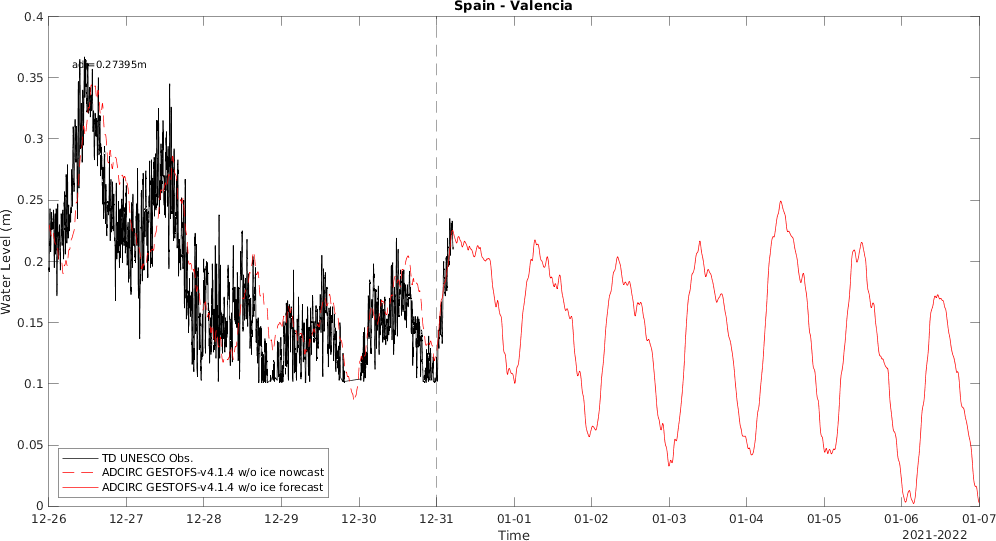 Spain - Valencia
0.4
0.35
0.3
0.25
0.2
0.15
0.1
0.05
0
Water Level (m)
=0.27395m
TD UNESCO Obs.
ADCIRC GESTOFS-v4.1.4 w/o ice nowcast
ADCIRC GESTOFS-v4.1.4 w/o ice forecast
12-26 12-27 12-28 12-29 12-30 12-31 01-01 01-02 01-03 01-04 01-05 01-06 01-07
Time
2021-2022